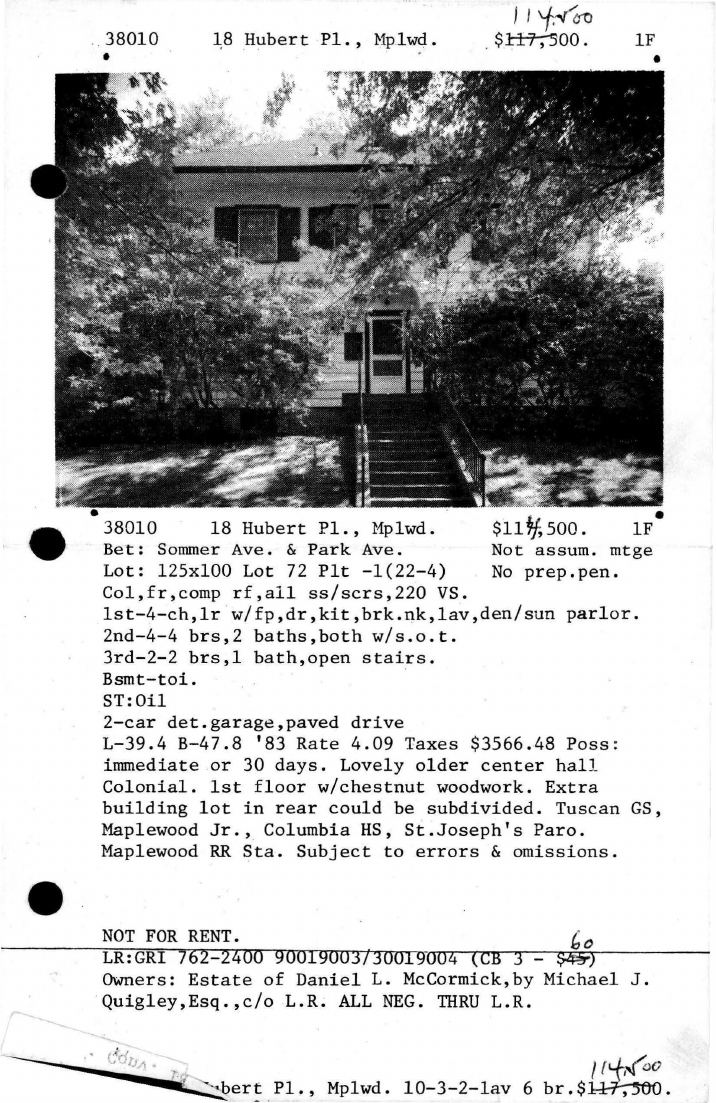 114,500
38010 18 Hubert Pl., Mplwd. $117,500. 1F
38010 18 Hubert Pl., Mplwd. $114,500. 1F
Bet: Sommer Ave. & Park Ave. Not assum. mtge
Lot: 125x100 Lot 72 Plt -1(22-4) No prep.pen.
Col,fr,comp rf,all ss/scrs,220 VS.
1st-4-ch,lr w/fp,dr,kit,brk.nk,lav,den/sun parlor.
2nd-4-4 brs,2 baths,both w/s.o.t.
3rd-2-2 brs,1 bath,open stairs.
Bsmt-toi.
ST:Oil
2-car det.garage,paved drive
L-39.4 B-47.8 '83 Rate 4.09 Taxes $3566.48 Poss:
immediate or 30 days. Lovely older center hall
Colonial. 1st floor w/chestnut woodwork. Extra
building lot in rear could be subdivided. Tuscan GS,
Maplewood Jr., Columbia HS, St.Joseph's Paro.
Maplewood RR Sta. Subject to errors & omissions.
NOT FOR RENT.
60
LR:GRI 762-2400 90019003/30019004 (CB 3 - $45)
Owners: Estate of Daniel L. McCormick,by Michael J.
Quigley,Esq.,c/o L.R. ALL NEG. THRU L.R.
114,500
bert Pl., Mplwd. 10-3-2-lav 6 br.$117,500.